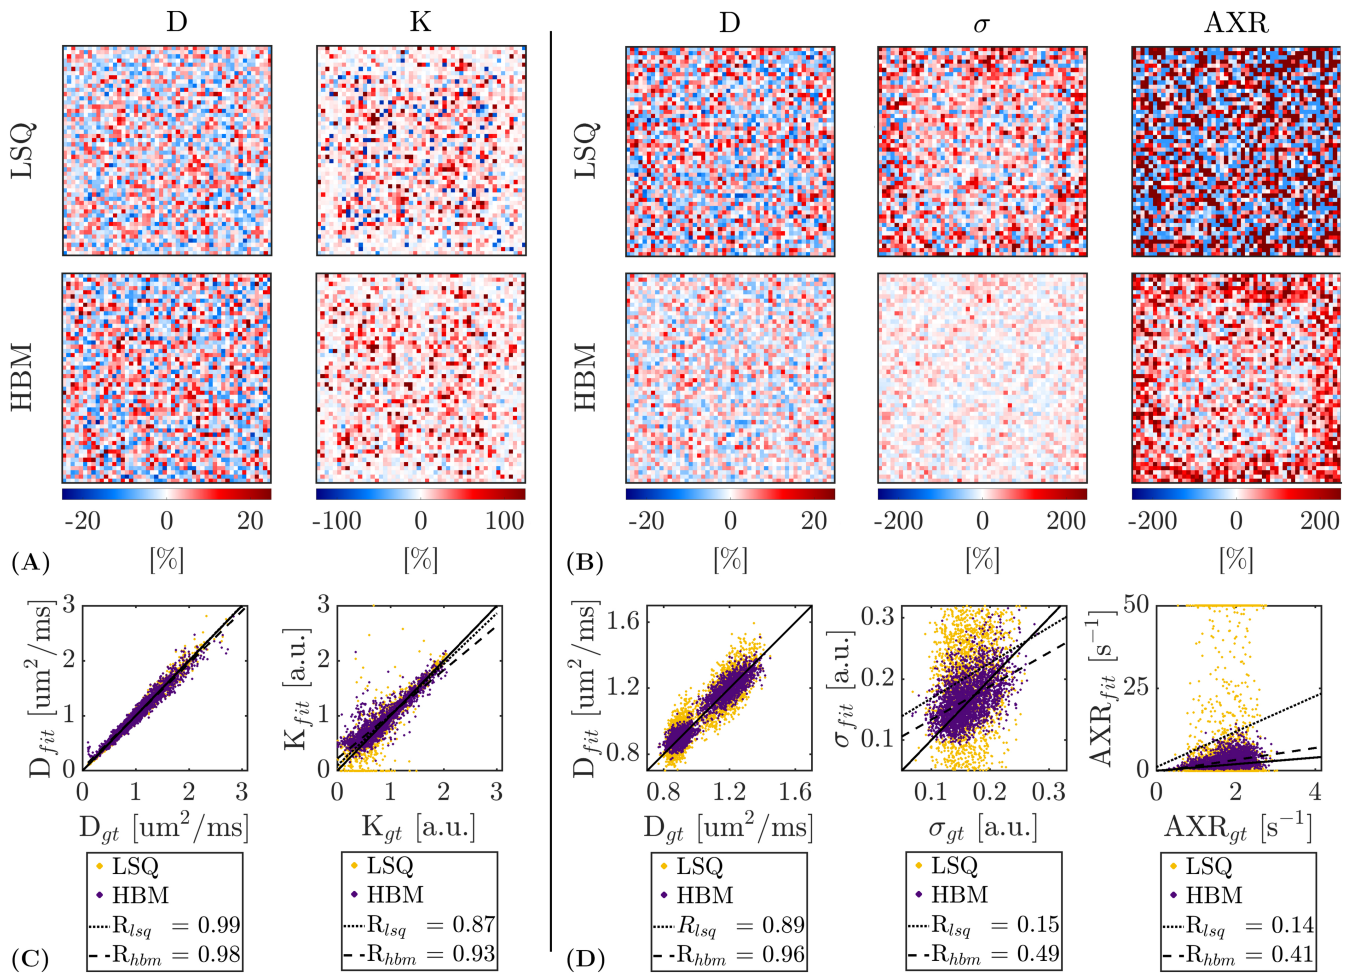 D K D σ AXR
LSQ LSQ
HBM HBM
-20 0 20 -100 0 100 -20 0 20 -200 0 200 -200 0 200
(A) [%] [%] (B) [%] [%] [%]
D_fit [um²/ms] 3 2 1 0
0 1 2 3
D_gt [um²/ms]
K_fit [a.u.] 3 2 1 0
0 1 2 3
K_gt [a.u.]
D_fit [um²/ms] 1.6 1.2 0.8
0.8 1.2 1.6
D_gt [um²/ms]
σ_fit [a.u.] 0.3 0.2 0.1
0.1 0.2 0.3
σ_gt [a.u.]
AXR_fit [s⁻¹] 50 25 0
0 2 4
AXR_gt [s⁻¹]
(C)
LSQ
HBM
R_lsq = 0.99
R_hbm = 0.98
LSQ
HBM
R_lsq = 0.87
R_hbm = 0.93
(D)
LSQ
HBM
R_lsq = 0.89
R_hbm = 0.96
LSQ
HBM
R_lsq = 0.15
R_hbm = 0.49
LSQ
HBM
R_lsq = 0.14
R_hbm = 0.41